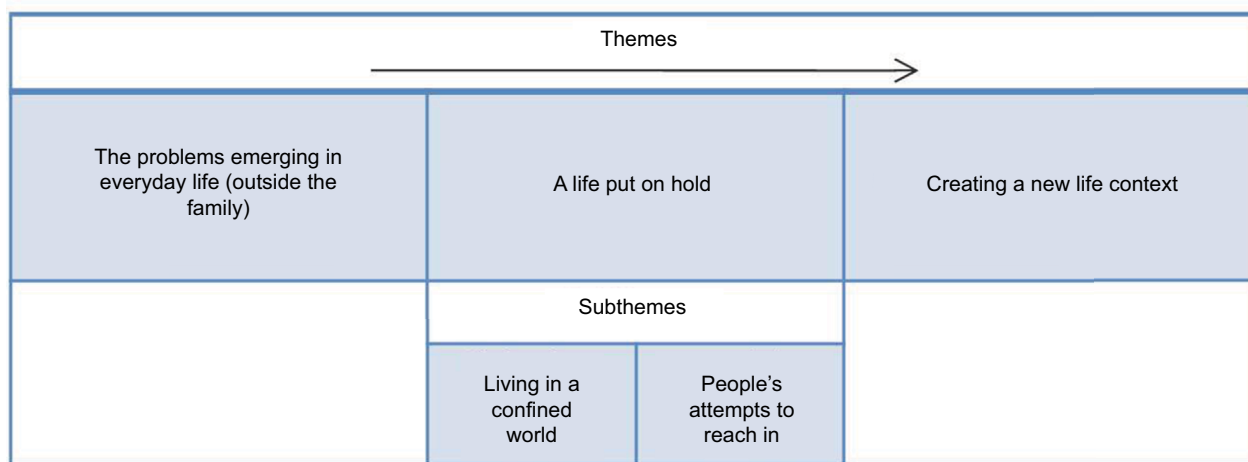 Themes
The problems emerging in
everyday life (outside the
family)
A life put on hold
Creating a new life context
Subthemes
Living in a
confined
world
People’s
attempts to
reach in